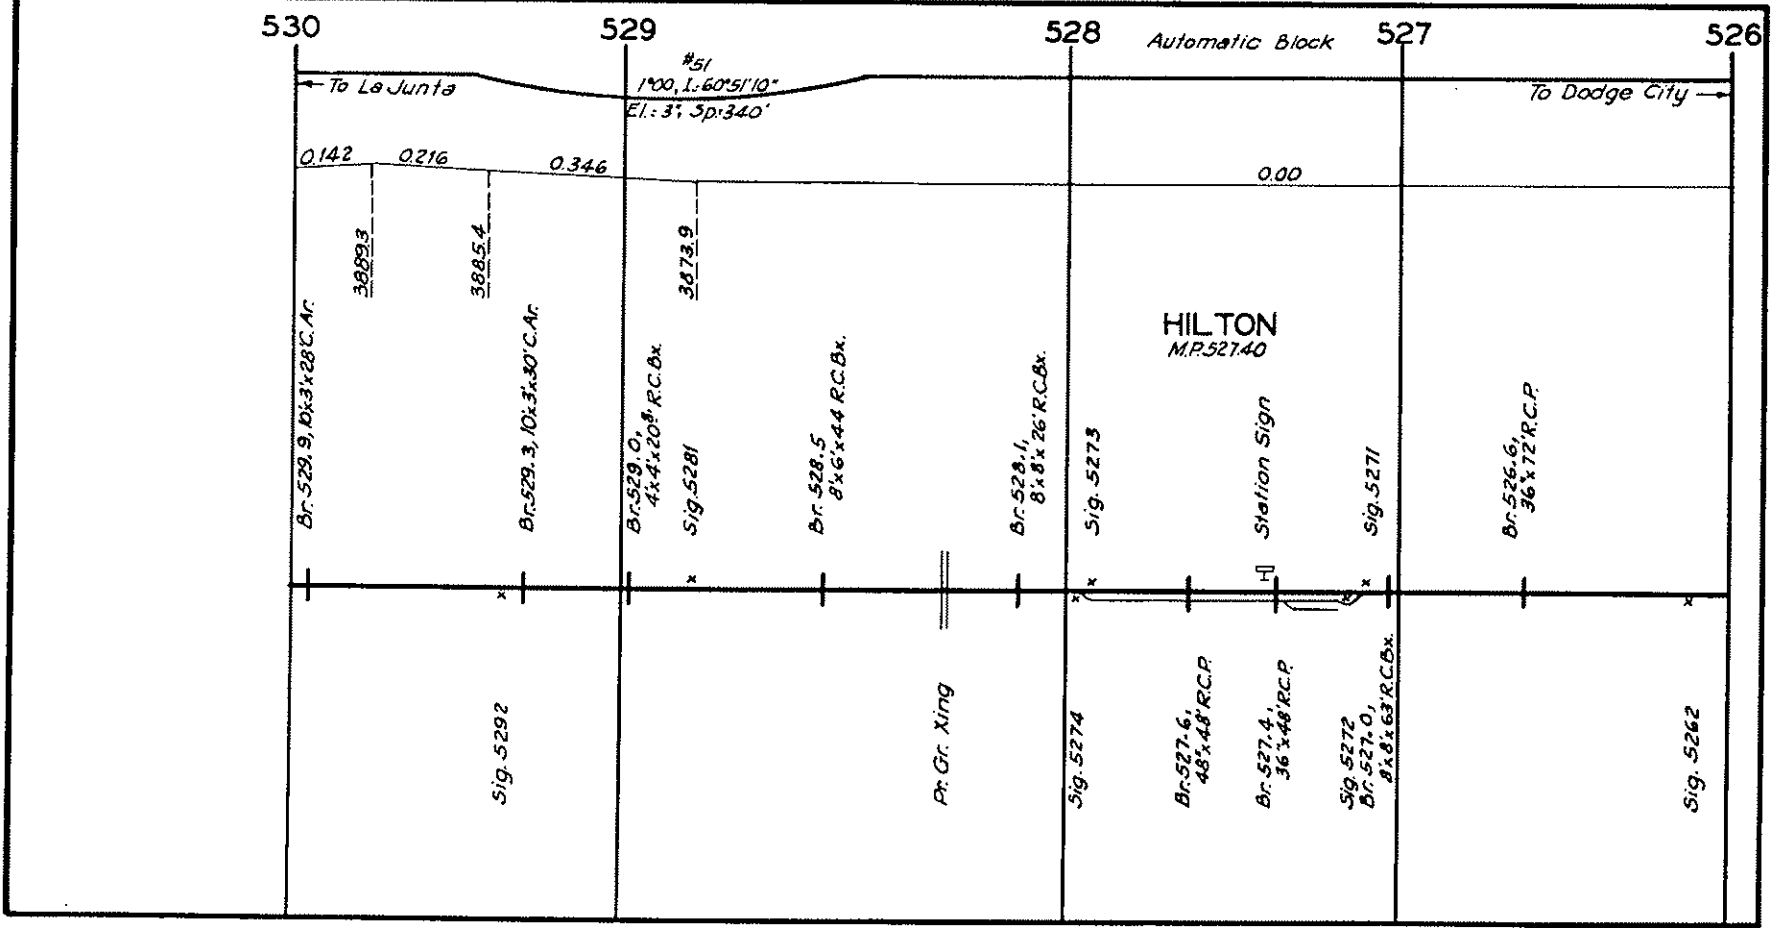 530
529
528
Automatic Block
527
526
← To La Junta
#51
1°00, I.:60°51'10"
El.: 3", Sp.:340'
To Dodge City →
0.142
0.216
0.346
0.00
3889.3
3885.4
3873.9
HILTON
M.P.527.40
Br. 529.9, 10'x3'x28' C.Ar.
Br. 529.3, 10'x3'x30' C.Ar.
Br. 529.0,
4'x4'x20⁸' R.C.Bx.
Sig. 5281
Br. 528.5
8'x6'x44 R.C.Bx.
Br. 528.1,
8'x8'x26' R.C.Bx.
Sig. 5273
Station Sign
Sig. 5271
Br. 526.6,
36"x72' R.C.P.
Sig. 5292
Pr. Gr. Xing
Sig. 5274
Br. 527.6,
48"x48' R.C.P.
Br. 527.4,
36"x48' R.C.P.
Sig. 5272
Br. 527.0,
8'x8'x63' R.C.Bx.
Sig. 5262